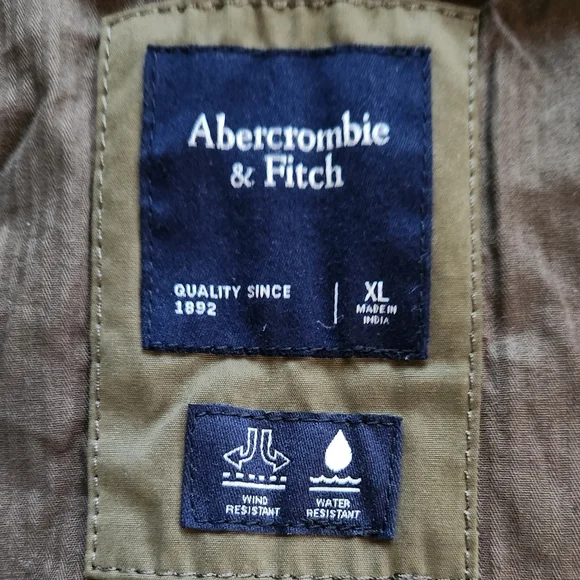 Abercrombie
& Fitch
QUALITY SINCE
1892
XL
MADE IN
INDIA
WIND
RESISTANT
WATER
RESISTANT